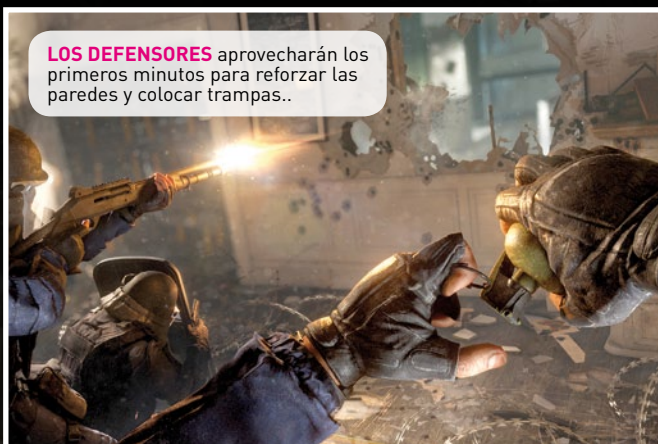 LOS DEFENSORES aprovecharán los
primeros minutos para reforzar las
paredes y colocar trampas..